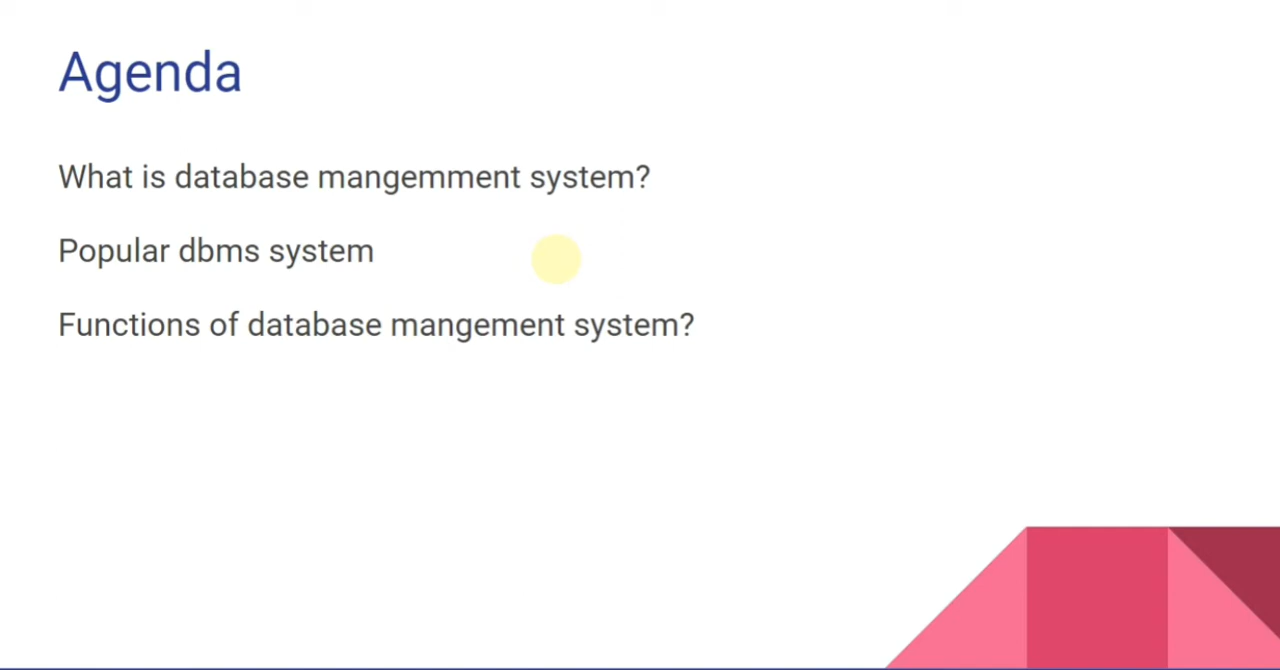 Agenda
What is database mangemment system?
Popular dbms system
Functions of database mangement system?